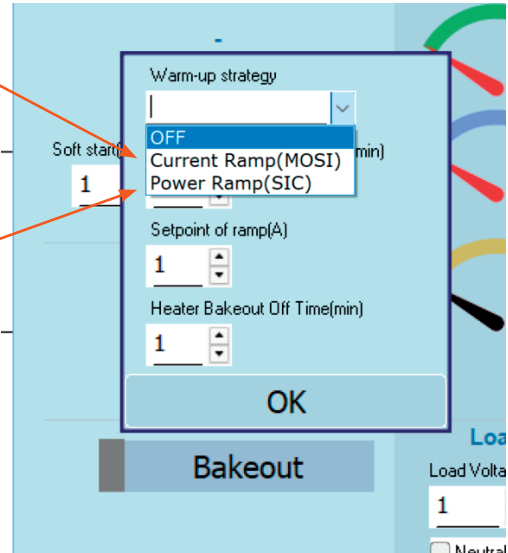 -
Warm-up strategy
OFF
Current Ramp(MOSI)
Power Ramp(SIC)
Soft start(
min)
1
Setpoint of ramp(A)
1
Heater Bakeout Off Time(min)
1
OK
Bakeout
Loa
Load Volta
1
Neutral